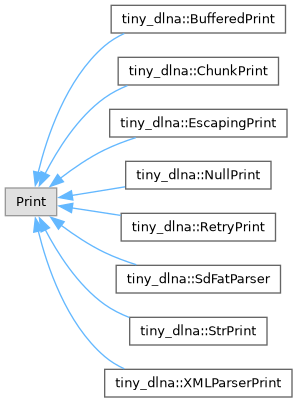 tiny_dlna::BufferedPrint
tiny_dlna::ChunkPrint
tiny_dlna::EscapingPrint
tiny_dlna::NullPrint
Print
tiny_dlna::RetryPrint
tiny_dlna::SdFatParser
tiny_dlna::StrPrint
tiny_dlna::XMLParserPrint